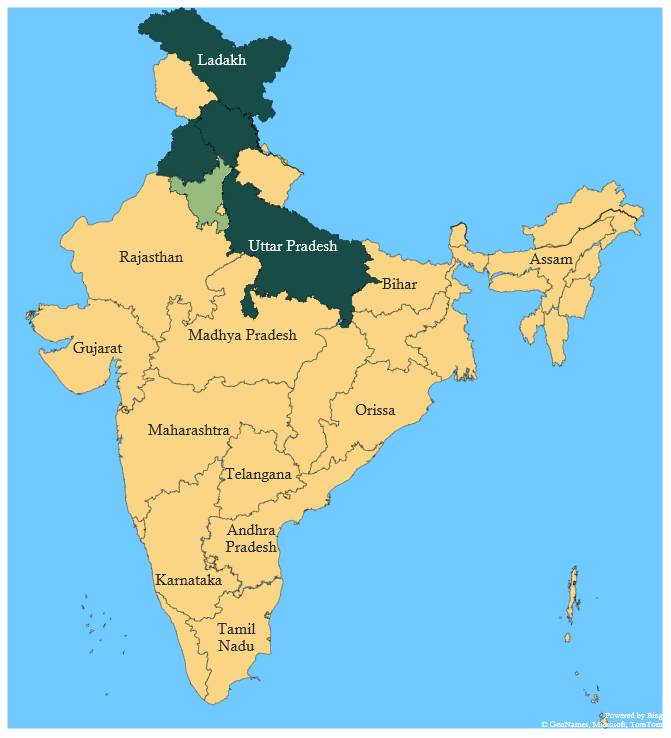 Ladakh
Uttar Pradesh
Rajasthan
Assam
Bihar
Madhya Pradesh
Gujarat
Orissa
Maharashtra
Telangana
Andhra
Pradesh
Karnataka
Tamil
Nadu
Powered by Bing
© GeoNames, Microsoft, TomTom